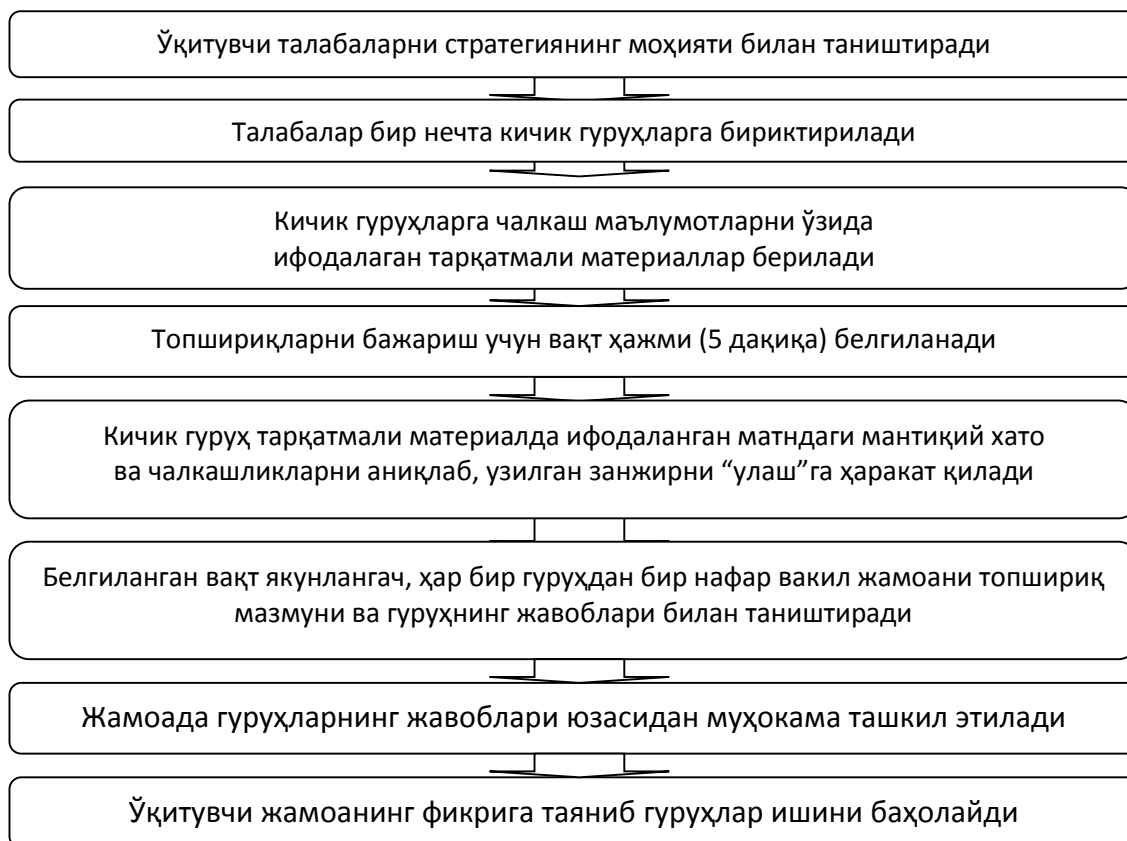 Ўқитувчи талабаларни стратегиянинг моҳияти билан таништиради
Талабалар бир нечта кичик гуруҳларга бириктирилади
Кичик гуруҳларга чалкаш маълумотларни ўзида
ифодалаган тарқатмали материаллар берилади
Топшириқларни бажариш учун вақт ҳажми (5 дақиқа) белгиланади
Кичик гуруҳ тарқатмали материалда ифодаланган матндаги мантиқий хато
ва чалкашликларни аниқлаб, узилган занжирни “улаш”га ҳаракат қилади
Белгиланган вақт якунлангач, ҳар бир гуруҳдан бир нафар вакил жамоани топшириқ
мазмуни ва гуруҳнинг жавоблари билан таништиради
Жамоада гуруҳларнинг жавоблари юзасидан муҳокама ташкил этилади
Ўқитувчи жамоанинг фикрига таяниб гуруҳлар ишини баҳолайди